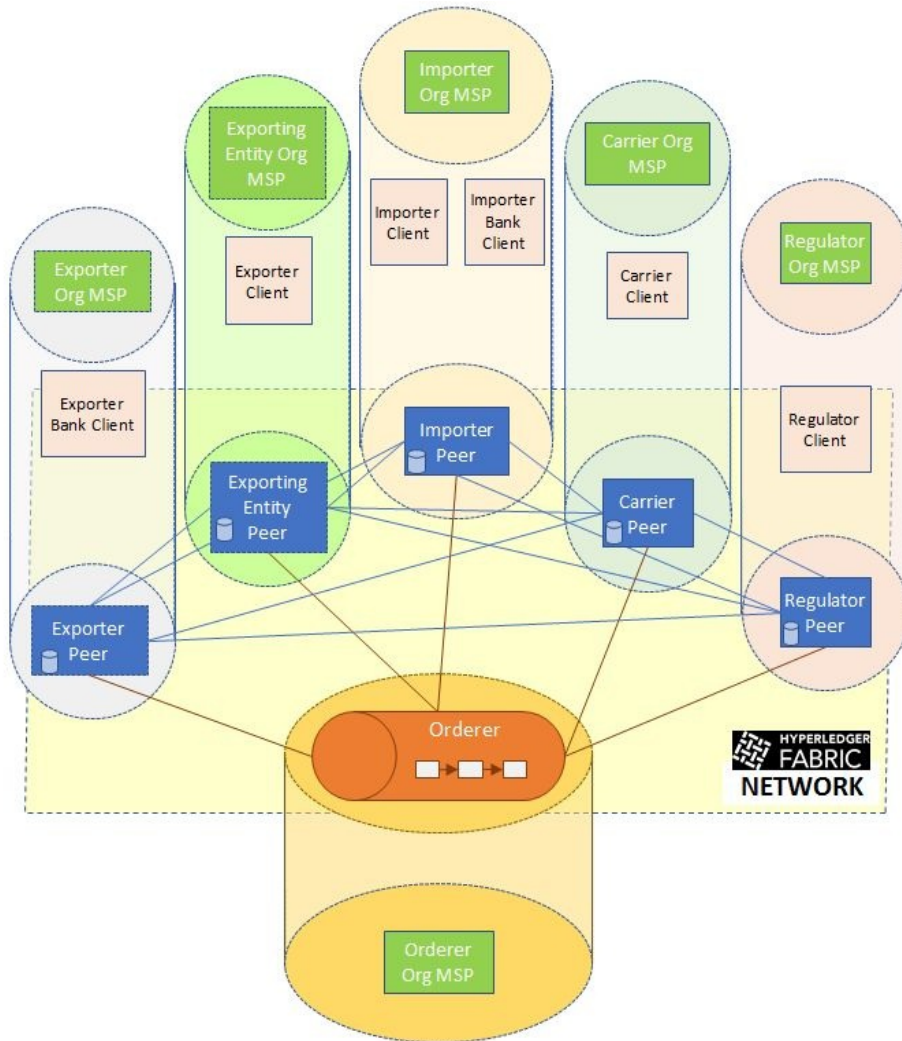 Importer
Org MSP
Exporting
Entity Org
MSP
Carrier Org
MSP
Importer
Client
Importer
Bank
Client
Regulator
Org MSP
Exporter
Org MSP
Exporter
Client
Carrier
Client
Exporter
Bank Client
Regulator
Client
Importer
Peer
Exporting
Entity
Peer
Carrier
Peer
Regulator
Peer
Exporter
Peer
Orderer
HYPERLEDGER
FABRIC
NETWORK
Orderer
Org MSP